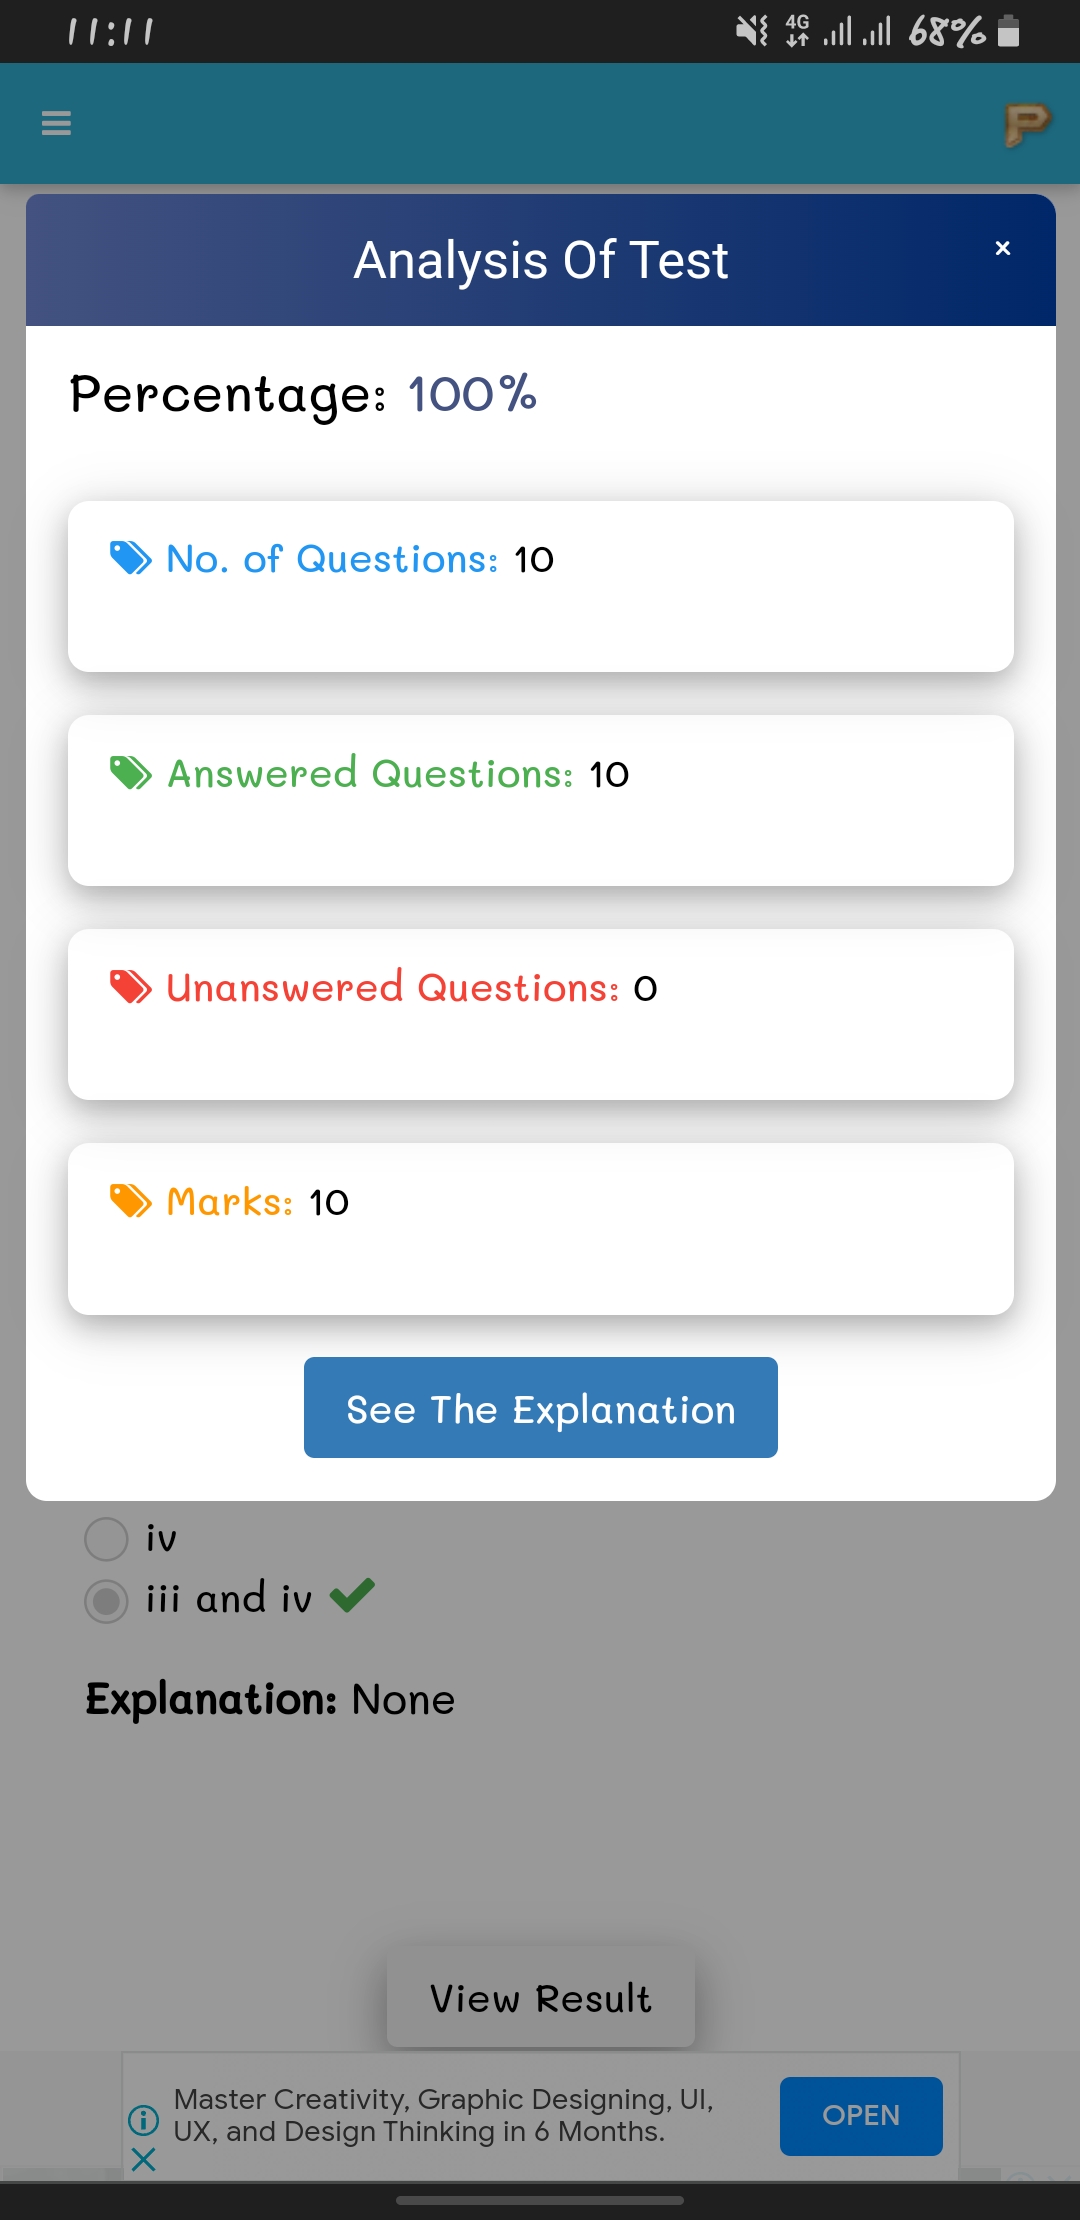 11:11
4G
68%
P
Analysis Of Test
×
Percentage: 100%
No. of Questions: 10
Answered Questions: 10
Unanswered Questions: 0
Marks: 10
See The Explanation
iv
iii and iv
Explanation: None
View Result
Master Creativity, Graphic Designing, UI,
UX, and Design Thinking in 6 Months.
OPEN